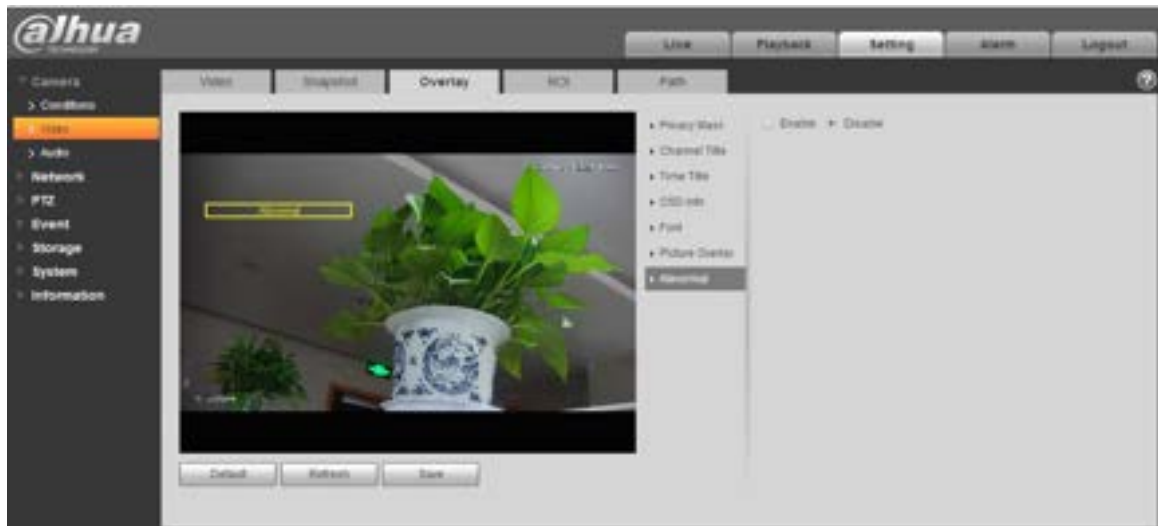 alhua
TECHNOLOGY
Live
Playback
Setting
Alarm
Logout
Camera
Conditions
Video
Audio
Network
PTZ
Event
Storage
System
Information
Video
Snapshot
Overlay
ROI
Path
Privacy Mask
Channel Title
Time Title
OSD Info
Font
Picture Overlay
Abnormal
Enable
Disable
Abnormal
Default
Refresh
Save